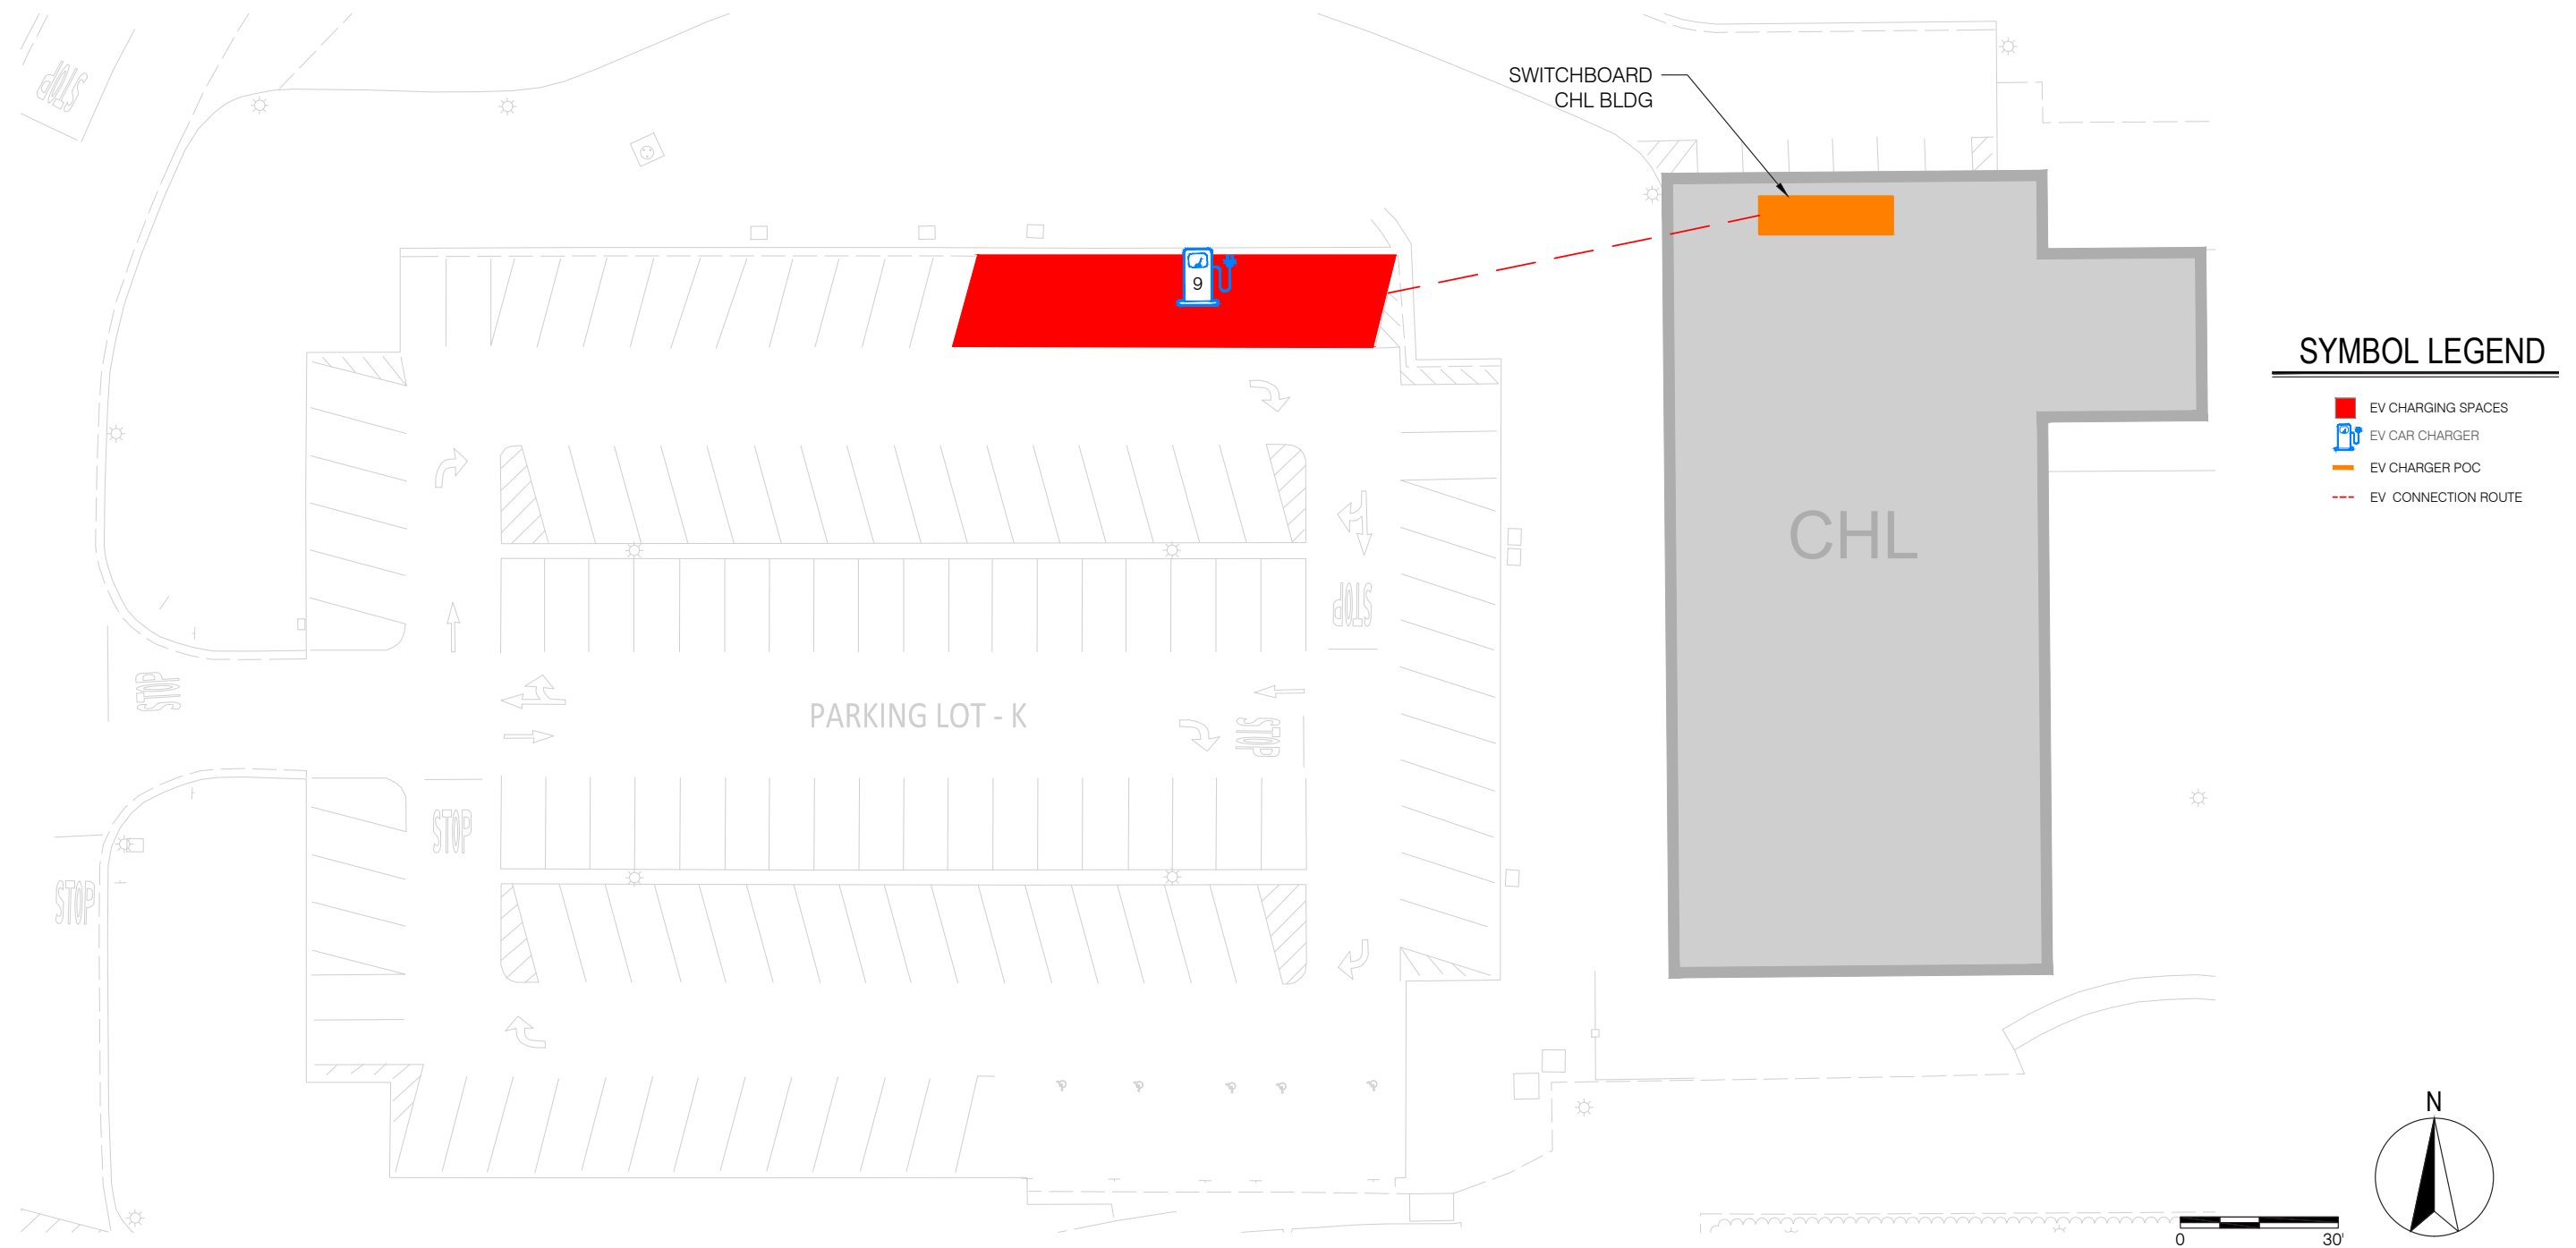 STOP
SWITCHBOARD
CHL BLDG
9
SYMBOL LEGEND
EV CHARGING SPACES
EV CAR CHARGER
EV CHARGER POC
EV CONNECTION ROUTE
CHL
STOP
STOP
PARKING LOT - K
STOP
STOP
STOP
N
0 30'